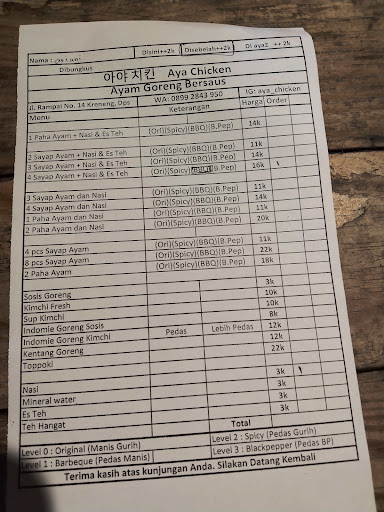 Nama :
Disini++2k Disebelah++2k Di aya2 ++ 2k
Dibungkus
아야 치킨 Aya Chicken
Ayam Goreng Bersaus
Jl. Rampai No. 14 Kreneng, Dps WA: 0899 2843 950 IG: aya_chicken
Menu Keterangan Harga Order
1 Paha Ayam + Nasi & Es Teh (Ori)(Spicy)(BBQ)(B.Pep) 14k
2 Sayap Ayam + Nasi & Es Teh (Ori)(Spicy)(BBQ)(B.Pep) 11k
3 Sayap Ayam + Nasi & Es Teh (Ori)(Spicy)(BBQ)(B.Pep) 14k
4 Sayap Ayam + Nasi & Es Teh (Ori)(Spicy)(BBQ)(B.Pep) 16k
3 Sayap Ayam dan Nasi (Ori)(Spicy)(BBQ)(B.Pep) 11k
4 Sayap Ayam dan Nasi (Ori)(Spicy)(BBQ)(B.Pep) 14k
1 Paha Ayam dan Nasi (Ori)(Spicy)(BBQ)(B.Pep) 11k
2 Paha Ayam dan Nasi (Ori)(Spicy)(BBQ)(B.Pep) 20k
4 pcs Sayap Ayam (Ori)(Spicy)(BBQ)(B.Pep) 11k
8 pcs Sayap Ayam (Ori)(Spicy)(BBQ)(B.Pep) 22k
2 Paha Ayam (Ori)(Spicy)(BBQ)(B.Pep) 18k
Sosis Goreng 3k
Kimchi Fresh 10k
Sup Kimchi 10k
Indomie Goreng Sosis 8k
Indomie Goreng Kimchi Pedas Lebih Pedas 12k
Kentang Goreng 12k
Toppoki 22k
Nasi 3k
Mineral water 3k
Es Teh 3k
Teh Hangat 3k
Total
Level 0 : Original (Manis Gurih) Level 2 : Spicy (Pedas Gurih)
Level 1 : Barbeque (Pedas Manis) Level 3 : Blackpepper (Pedas BP)
Terima kasih atas kunjungan Anda. Silakan Datang Kembali